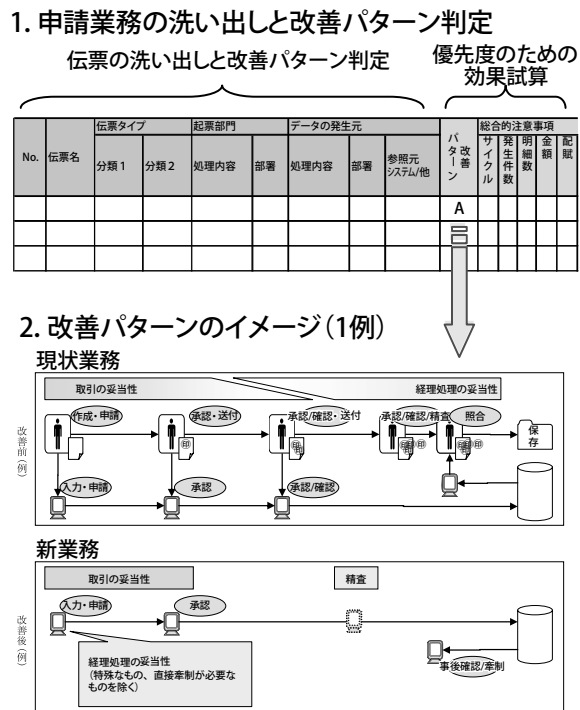 1. 申請業務の洗い出しと改善パターン判定
伝票の洗い出しと改善パターン判定
優先度のための
効果試算
No.
伝票名
伝票タイプ
分類1
分類2
起票部門
処理内容
部署
データの発生元
処理内容
部署
参照元
システム/他
改善
パターン
総合的注意事項
サイクル
発生件数
明細数
金額
配賦
A
2. 改善パターンのイメージ(1例)
現状業務
改善前(例)
取引の妥当性
経理処理の妥当性
作成・申請
承認・送付
承認/確認・送付
承認/確認/精査
照合
印
印
印
印
印
印
印
印
保
存
入力・申請
承認
承認/確認
新業務
改善後(例)
取引の妥当性
精査
入力・申請
承認
経理処理の妥当性
(特殊なもの、直接牽制が必要な
ものを除く)
事後確認/牽制